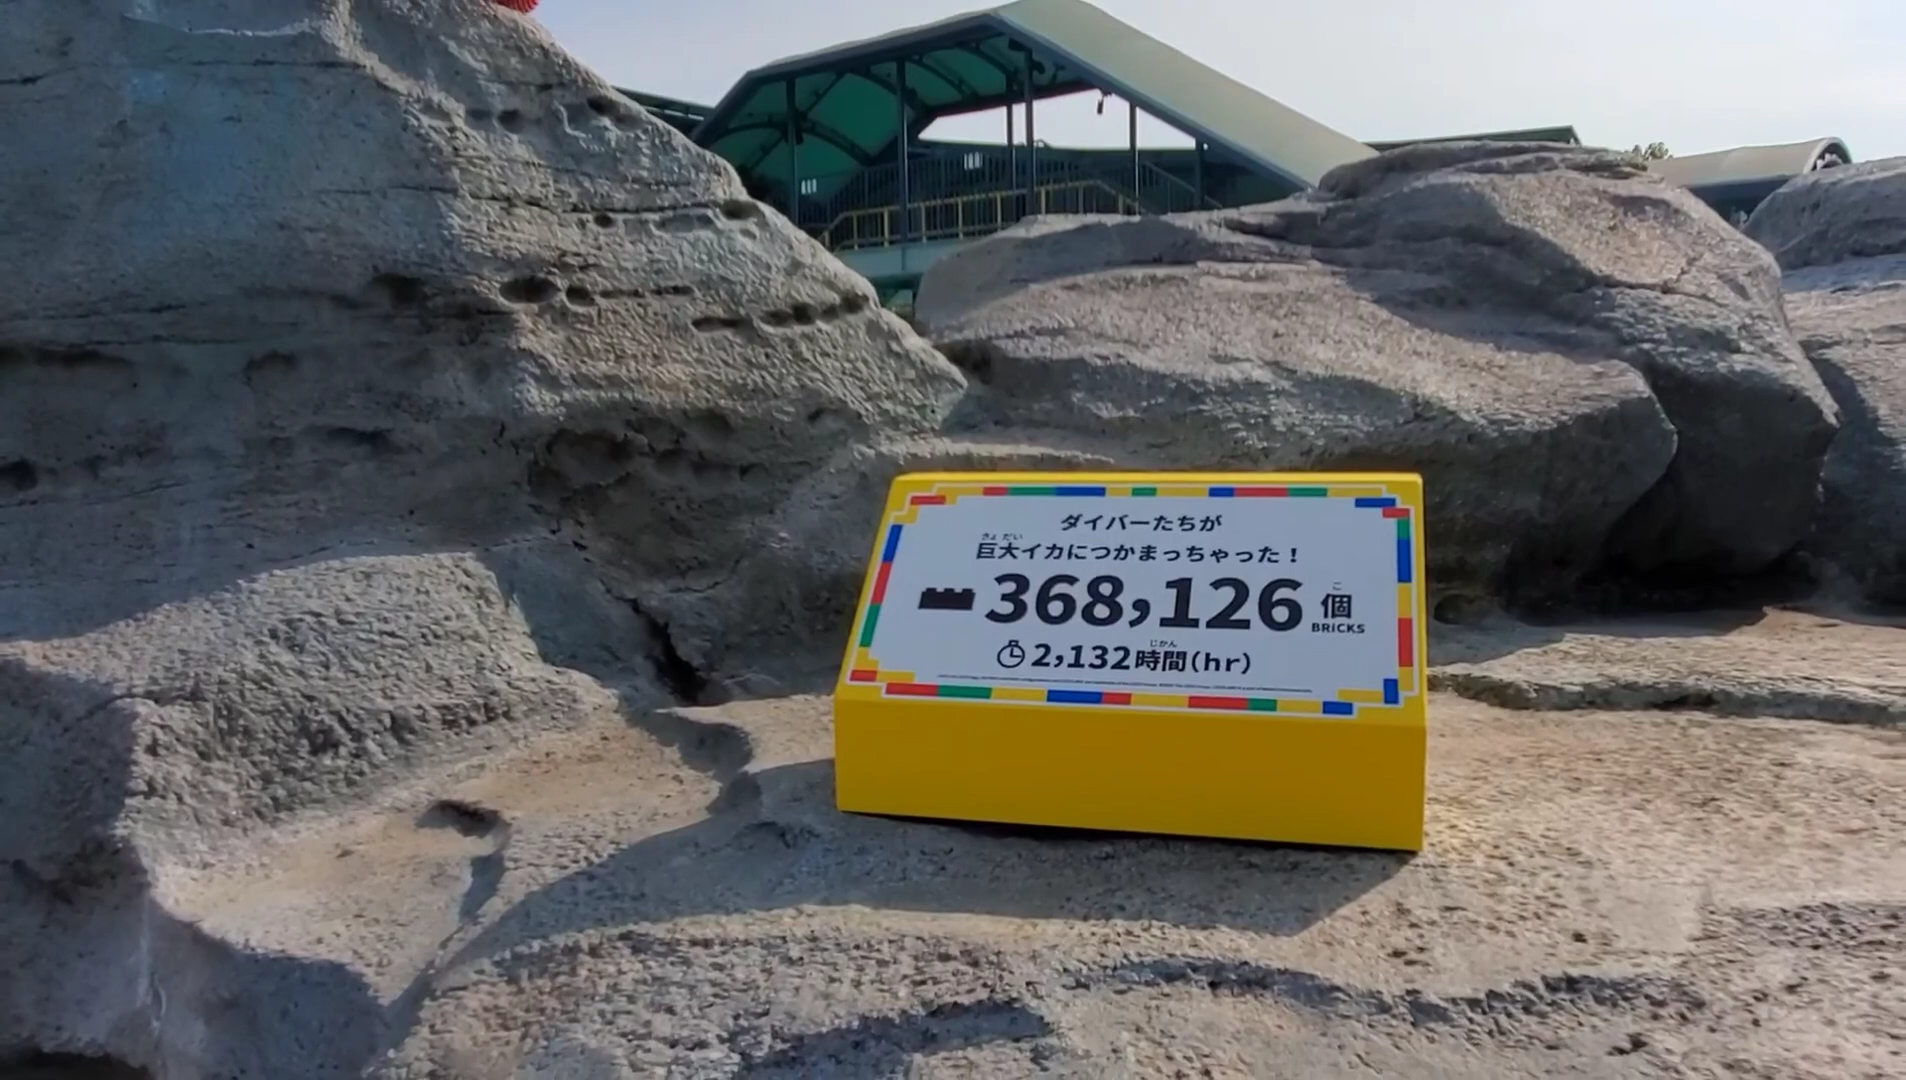 ダイバーたちが
きょ だい
巨大イカにつかまっちゃった！
368,126 個
こ
BRICKS
じかん
2,132時間(hr)